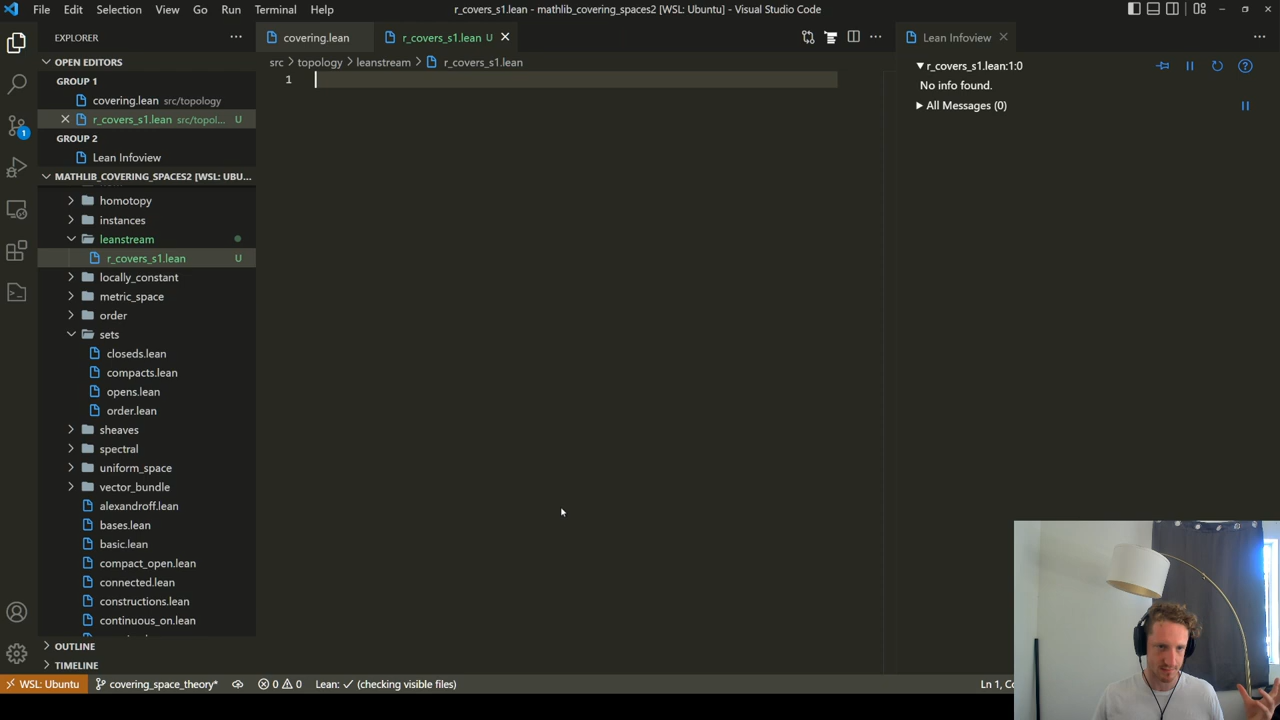 File Edit Selection View Go Run Terminal Help
r_covers_s1.lean - mathlib_covering_spaces2 [WSL: Ubuntu] - Visual Studio Code
EXPLORER
OPEN EDITORS
GROUP 1
covering.lean src/topology
r_covers_s1.lean src/topol... U
GROUP 2
Lean Infoview
MATHLIB_COVERING_SPACES2 [WSL: UBU...
homotopy
instances
leanstream
r_covers_s1.lean U
locally_constant
metric_space
order
sets
closeds.lean
compacts.lean
opens.lean
order.lean
sheaves
spectral
uniform_space
vector_bundle
alexandroff.lean
bases.lean
basic.lean
compact_open.lean
connected.lean
constructions.lean
continuous_on.lean
OUTLINE
TIMELINE
covering.lean
r_covers_s1.lean U
src > topology > leanstream > r_covers_s1.lean
1
Lean Infoview
r_covers_s1.lean:1:0
No info found.
All Messages (0)
1
WSL: Ubuntu covering_space_theory* 0 0 Lean: ✓ (checking visible files)
Ln 1,